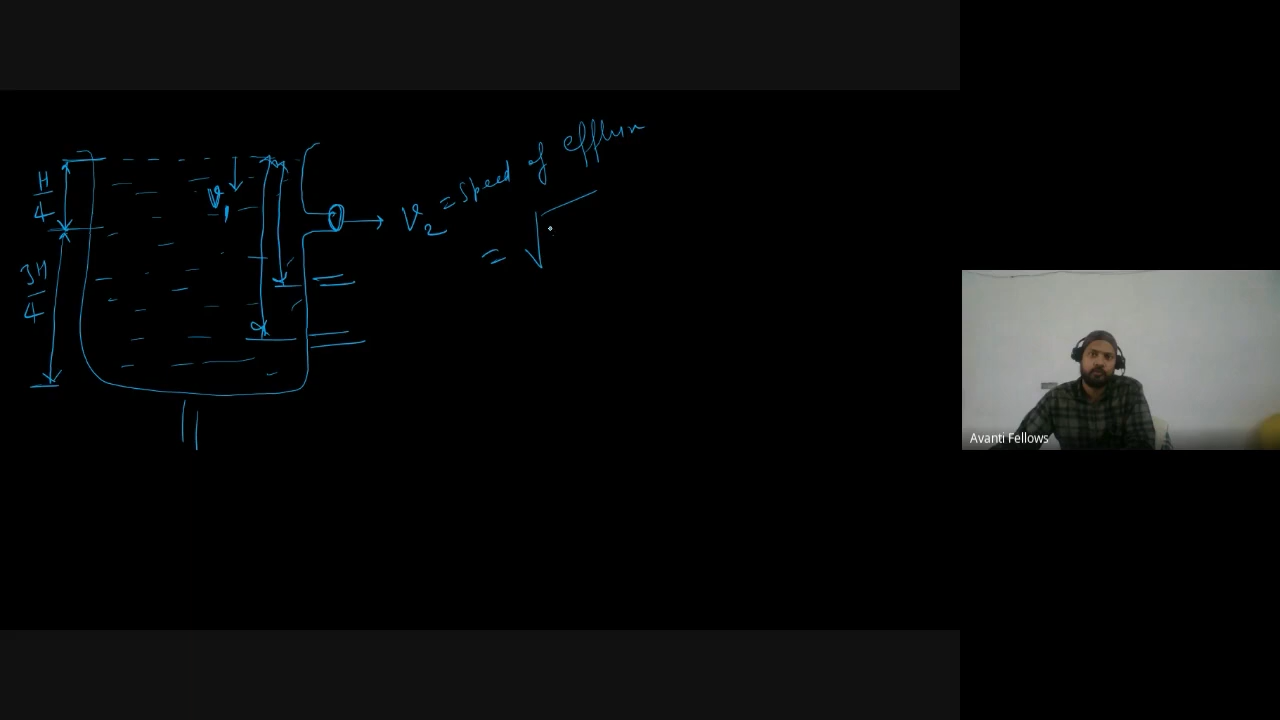 H/4
3H/4
V₁
V₂ = Speed of efflux
= √
Avanti Fellows